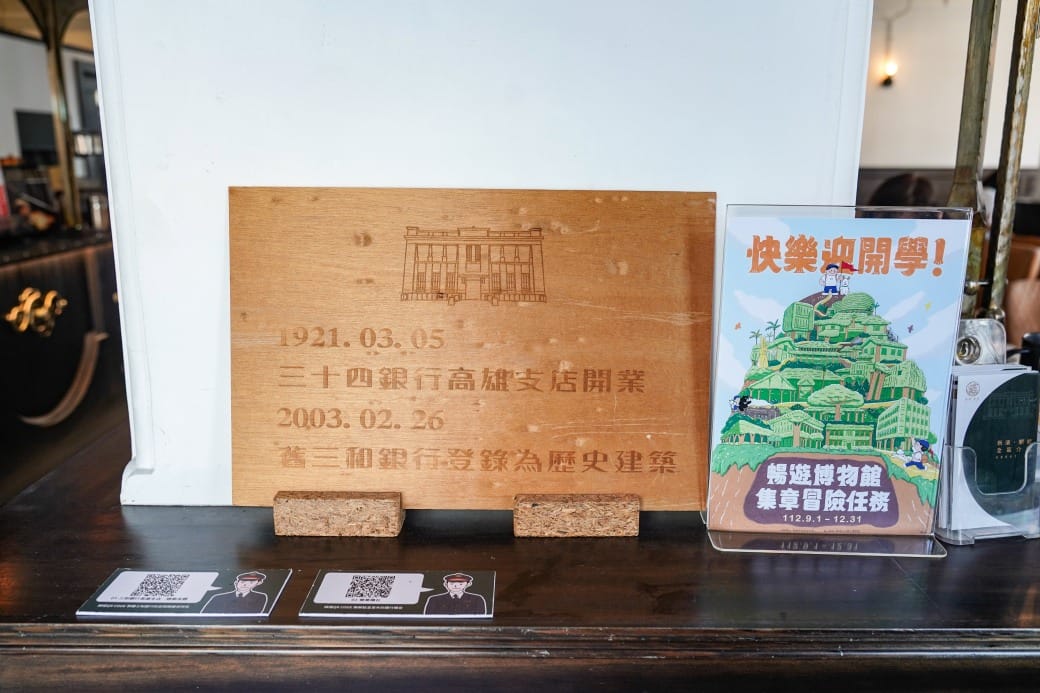 1921. 03. 05
三十四銀行高雄支店開業
2003. 02. 26
舊三和銀行登錄為歷史建築
快樂迎開學!
暢遊博物館
集章冒險任務
112.9.1 - 12.31